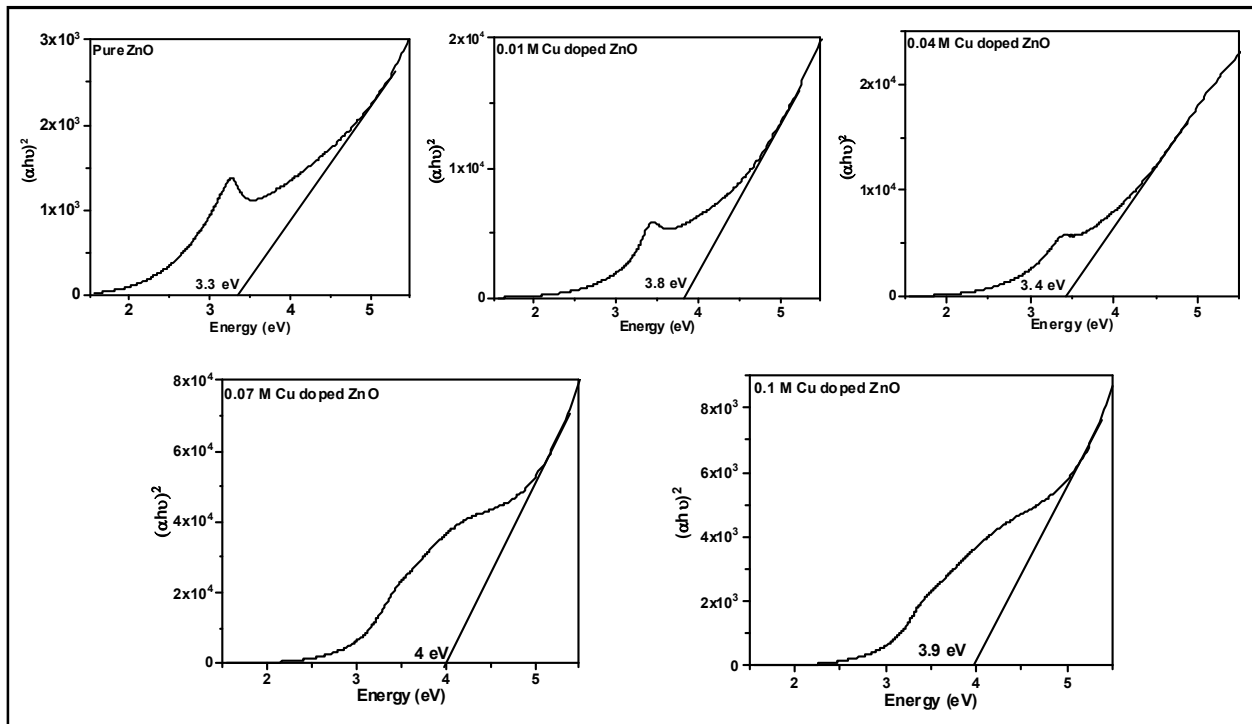 Pure ZnO
3x10³
2x10³
1x10³
0
(αhυ)²
3.3 eV
2 3 4 5
Energy (eV)
0.01 M Cu doped ZnO
2x10⁴
1x10⁴
0
(αhυ)²
3.8 eV
2 3 4 5
Energy (eV)
0.04 M Cu doped ZnO
2x10⁴
1x10⁴
0
(αhυ)²
3.4 eV
2 3 4 5
Energy (eV)
0.07 M Cu doped ZnO
8x10⁴
6x10⁴
4x10⁴
2x10⁴
0
(αhυ)²
4 eV
2 3 4 5
Energy (eV)
0.1 M Cu doped ZnO
8x10³
6x10³
4x10³
2x10³
0
(αhυ)²
3.9 eV
2 3 4 5
Energy (eV)